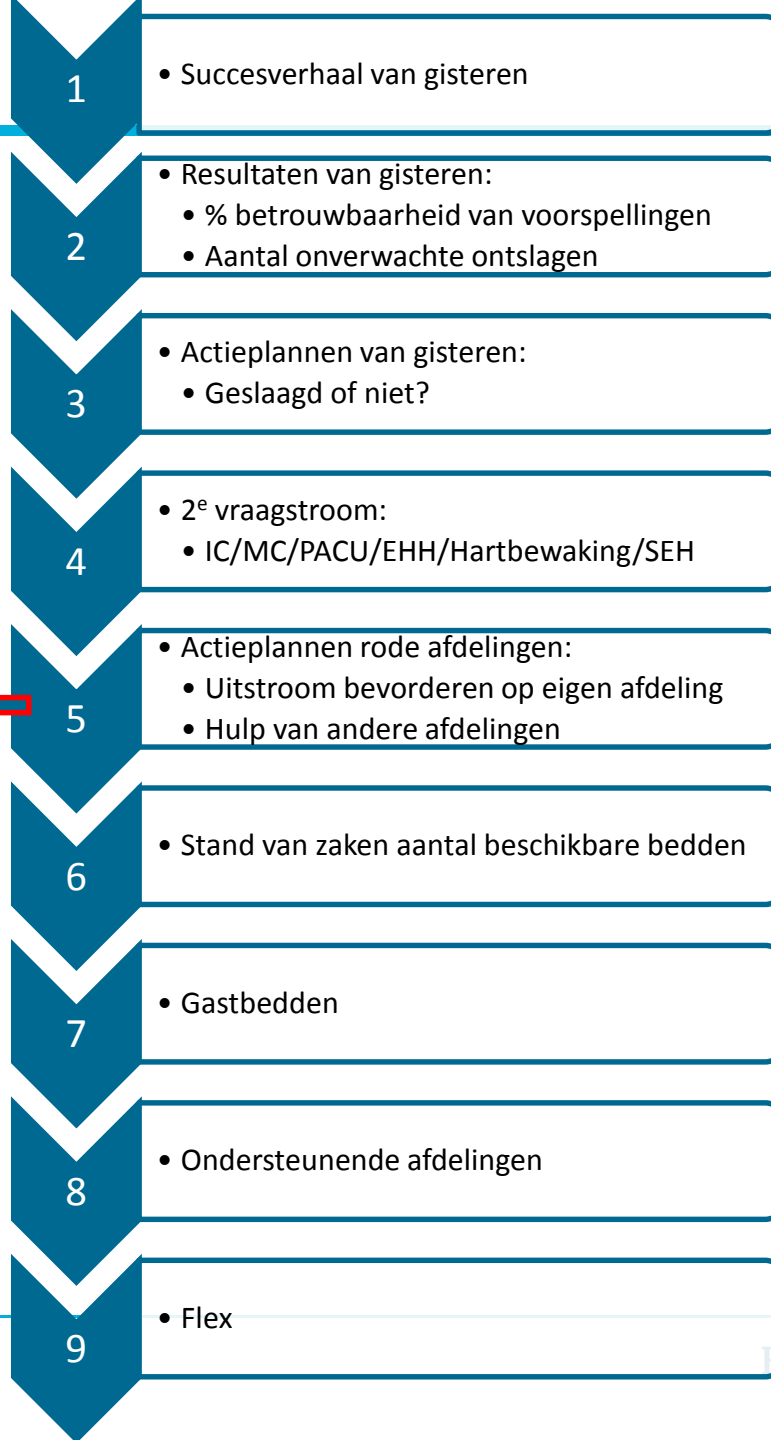 1
• Succesverhaal van gisteren
2
• Resultaten van gisteren:
• % betrouwbaarheid van voorspellingen
• Aantal onverwachte ontslagen
3
• Actieplannen van gisteren:
• Geslaagd of niet?
4
• 2e vraagstroom:
• IC/MC/PACU/EHH/Hartbewaking/SEH
5
• Actieplannen rode afdelingen:
• Uitstroom bevorderen op eigen afdeling
• Hulp van andere afdelingen
6
• Stand van zaken aantal beschikbare bedden
7
• Gastbedden
8
• Ondersteunende afdelingen
9
• Flex